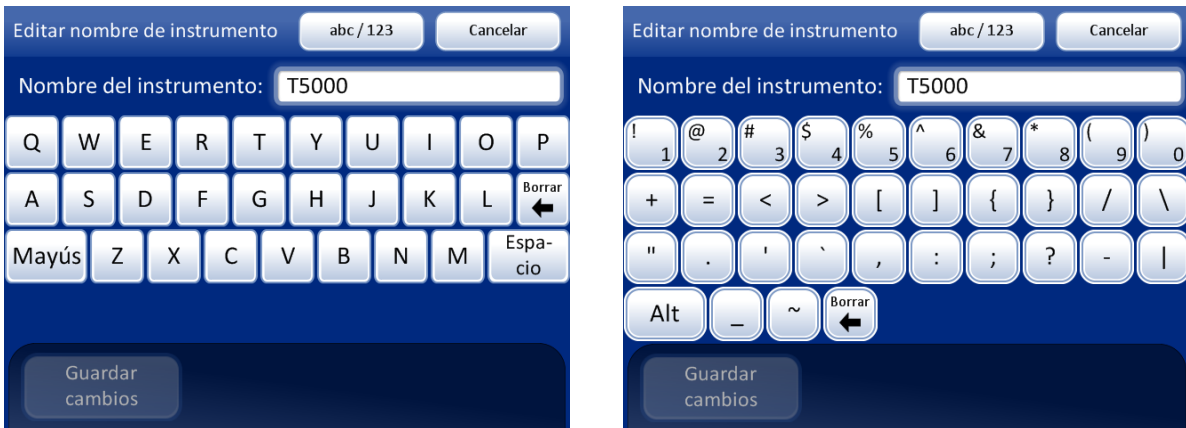 Editar nombre de instrumento abc / 123 Cancelar
Nombre del instrumento: T5000
Q W E R T Y U I O P
A S D F G H J K L Borrar
Mayús Z X C V B N M Espa-
cio
Guardar
cambios
Editar nombre de instrumento abc / 123 Cancelar
Nombre del instrumento: T5000
! @ # $ % ^ & * ( )
1 2 3 4 5 6 7 8 9 0
+ = < > [ ] { } / \
" . ' ` , : ; ? - |
Alt _ ~ Borrar
Guardar
cambios